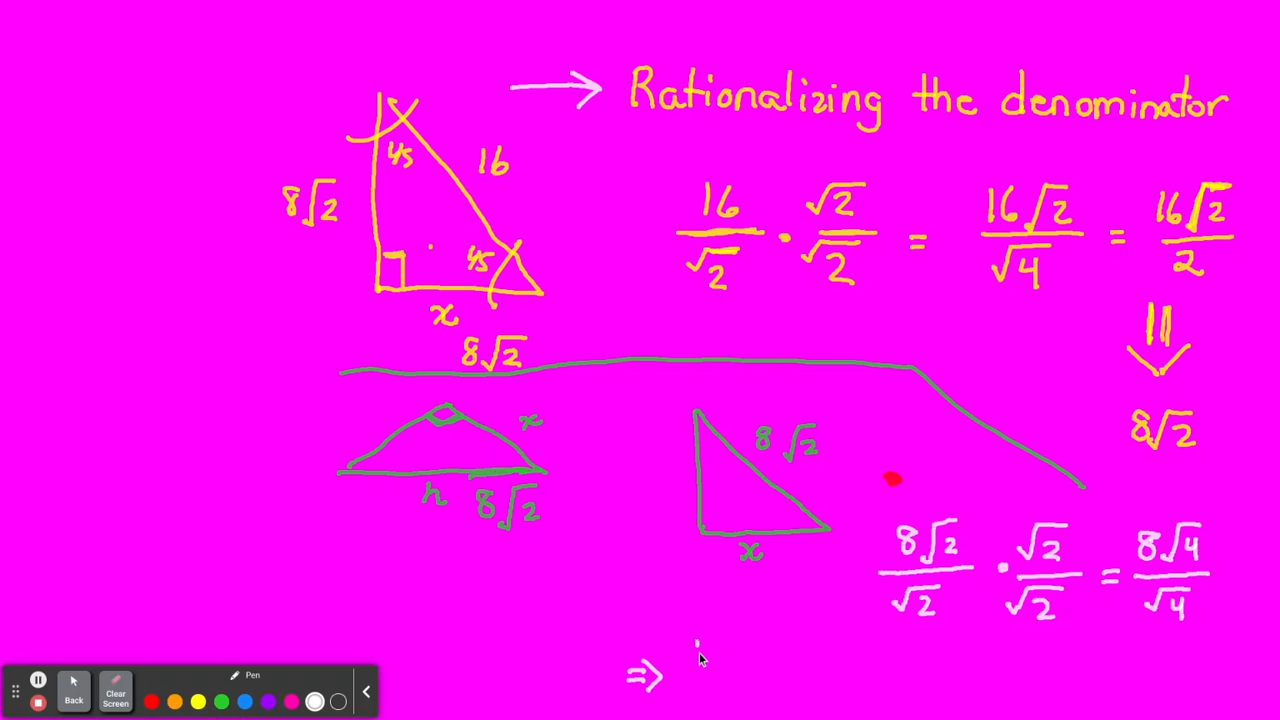 → Rationalizing the denominator
45
16
8√2
45
x
8√2
16/√2 · √2/√2 = 16√2/√4 = 16√2/2
⇓
8√2
x
h 8√2
8√2
x
8√2/√2 · √2/√2 = 8√4/√4
⇒
Pen
Back
Clear
Screen